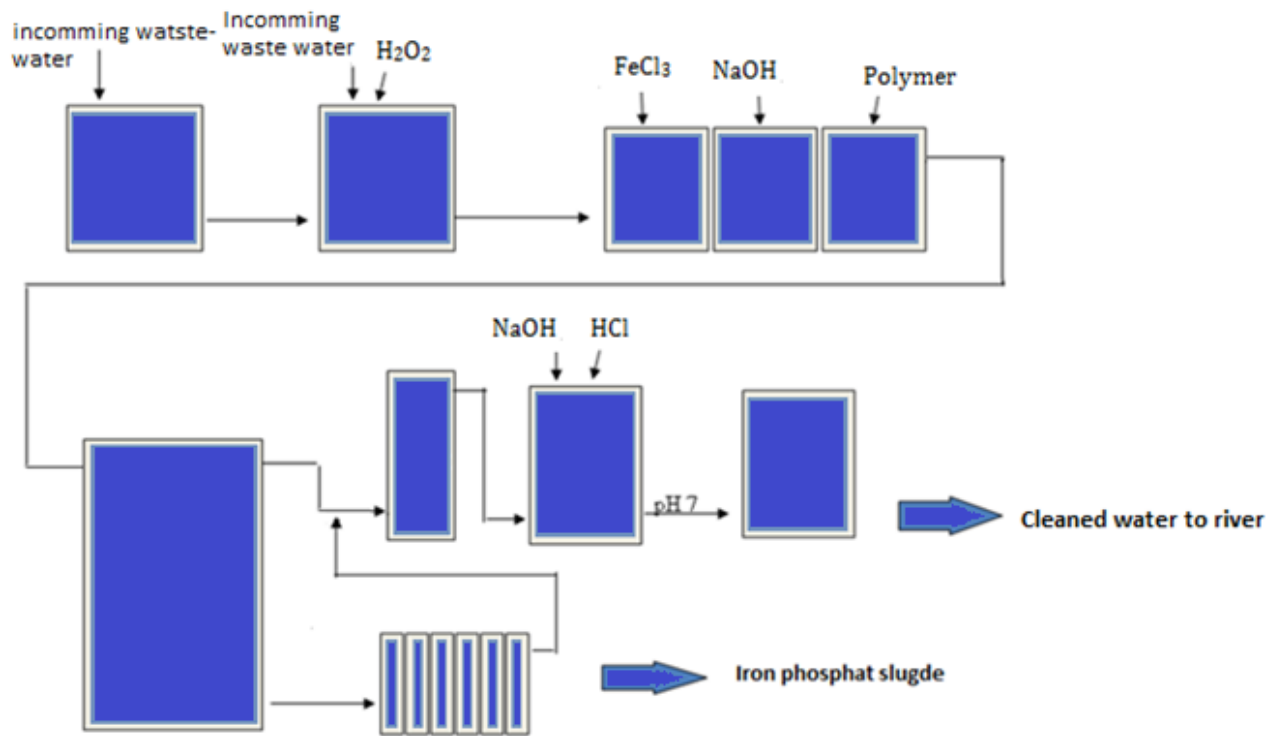 incomming watste-
water
Incomming
waste water
H₂O₂
FeCl₃
NaOH
Polymer
NaOH
HCl
pH 7
Cleaned water to river
Iron phosphat slugde